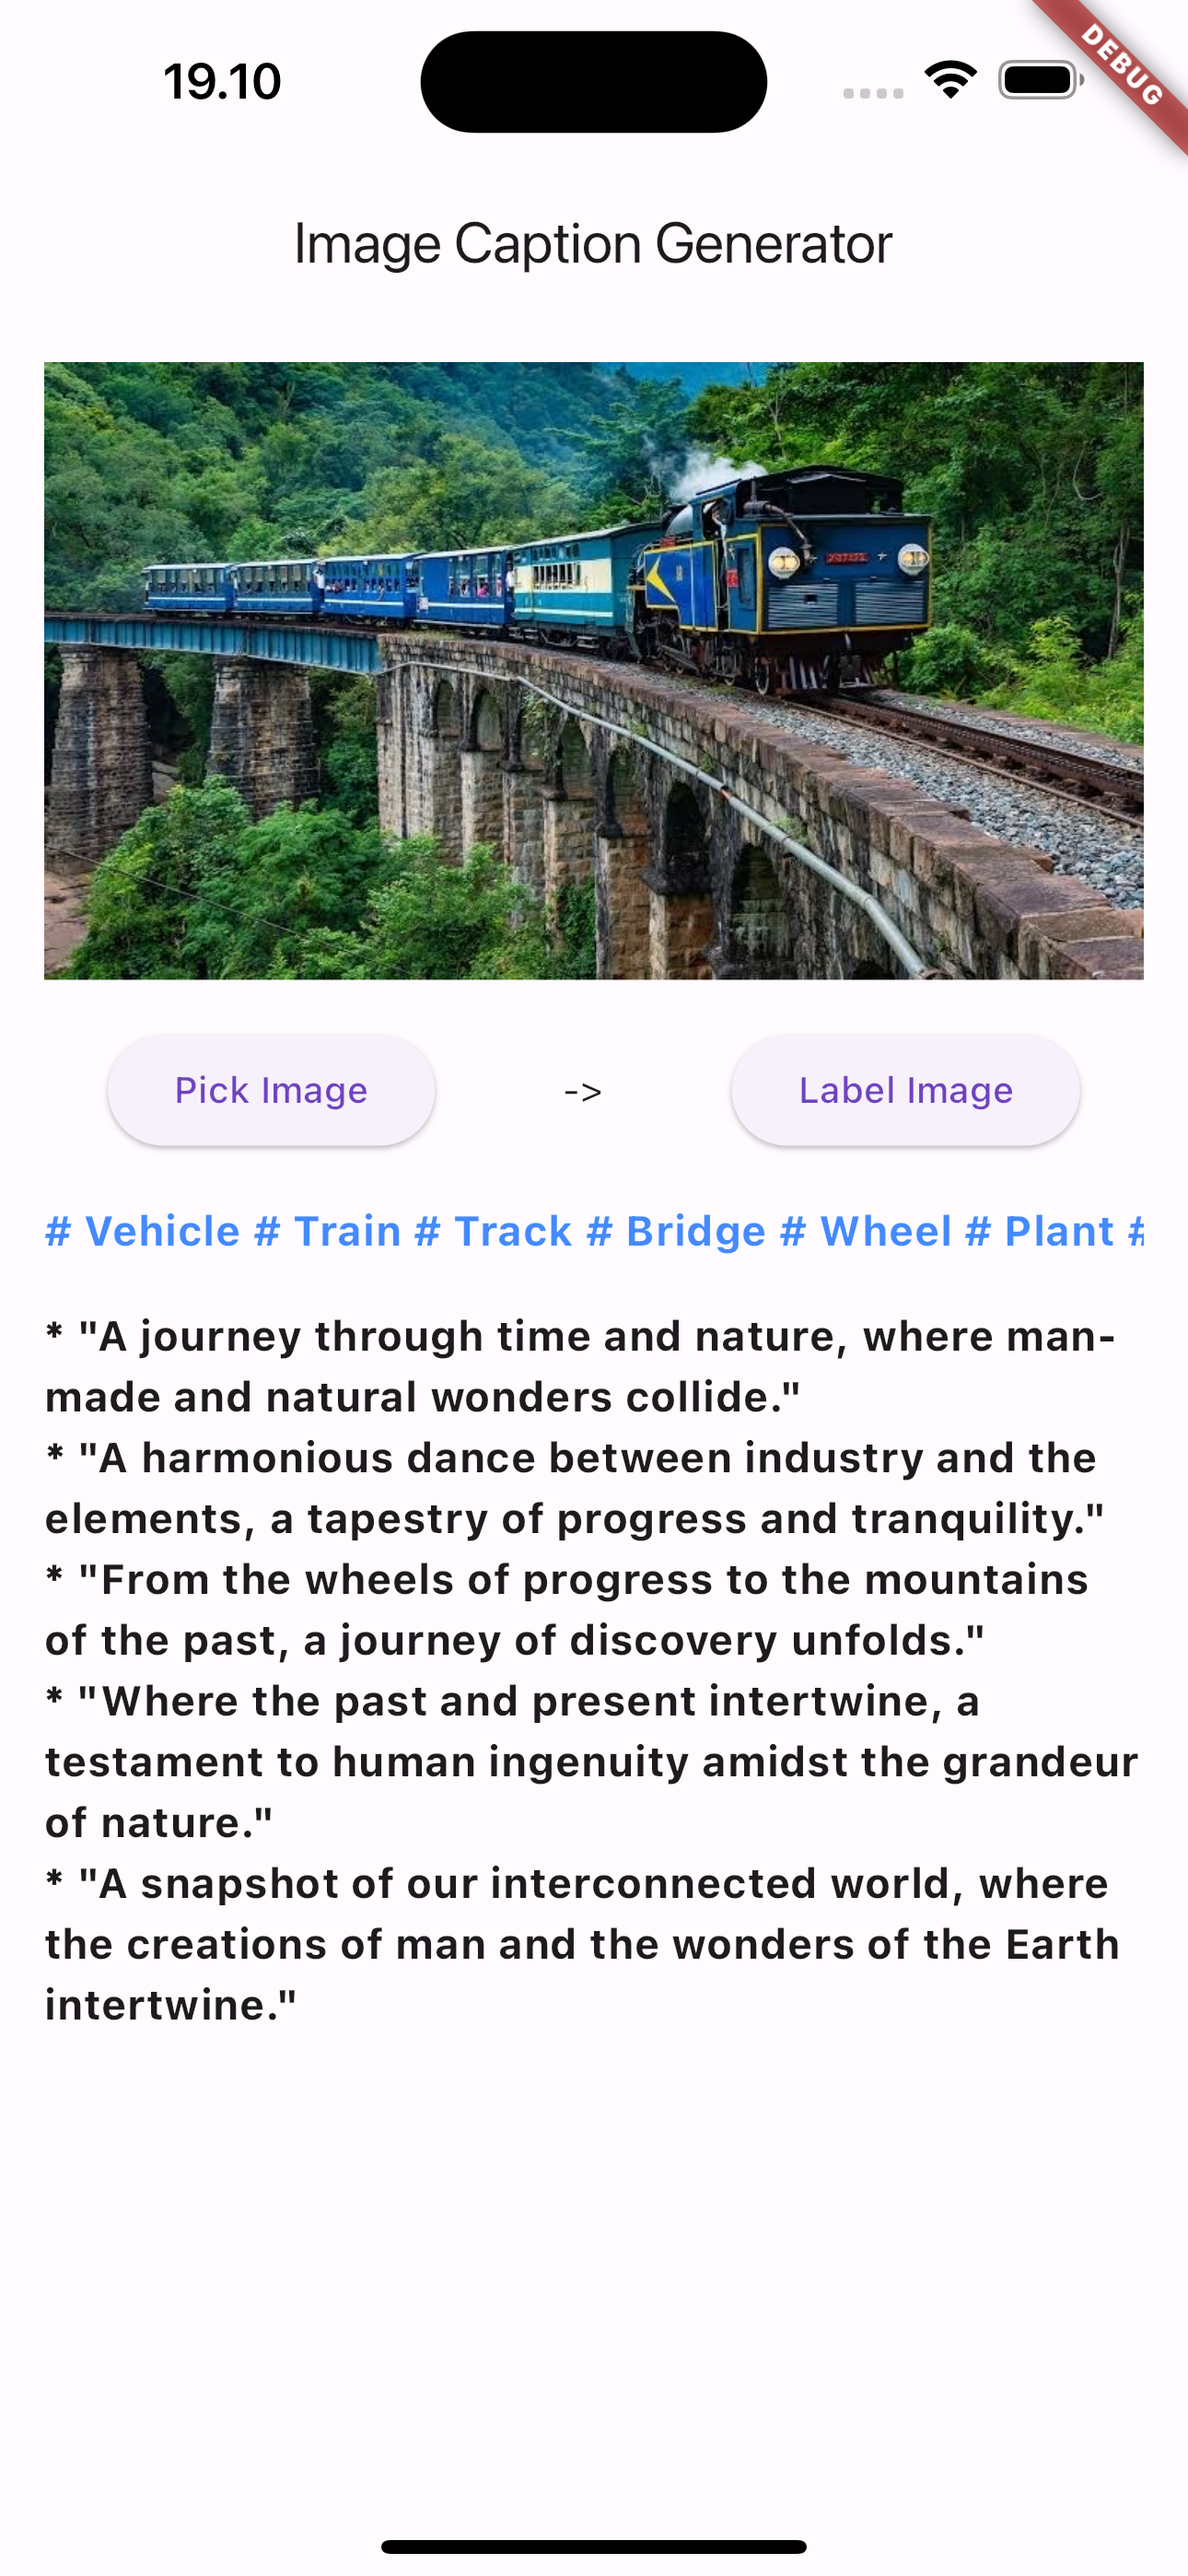 19.10
DEBUG
Image Caption Generator
Pick Image
->
Label Image
# Vehicle # Train # Track # Bridge # Wheel # Plant #
* "A journey through time and nature, where man-
made and natural wonders collide."
* "A harmonious dance between industry and the
elements, a tapestry of progress and tranquility."
* "From the wheels of progress to the mountains
of the past, a journey of discovery unfolds."
* "Where the past and present intertwine, a
testament to human ingenuity amidst the grandeur
of nature."
* "A snapshot of our interconnected world, where
the creations of man and the wonders of the Earth
intertwine."